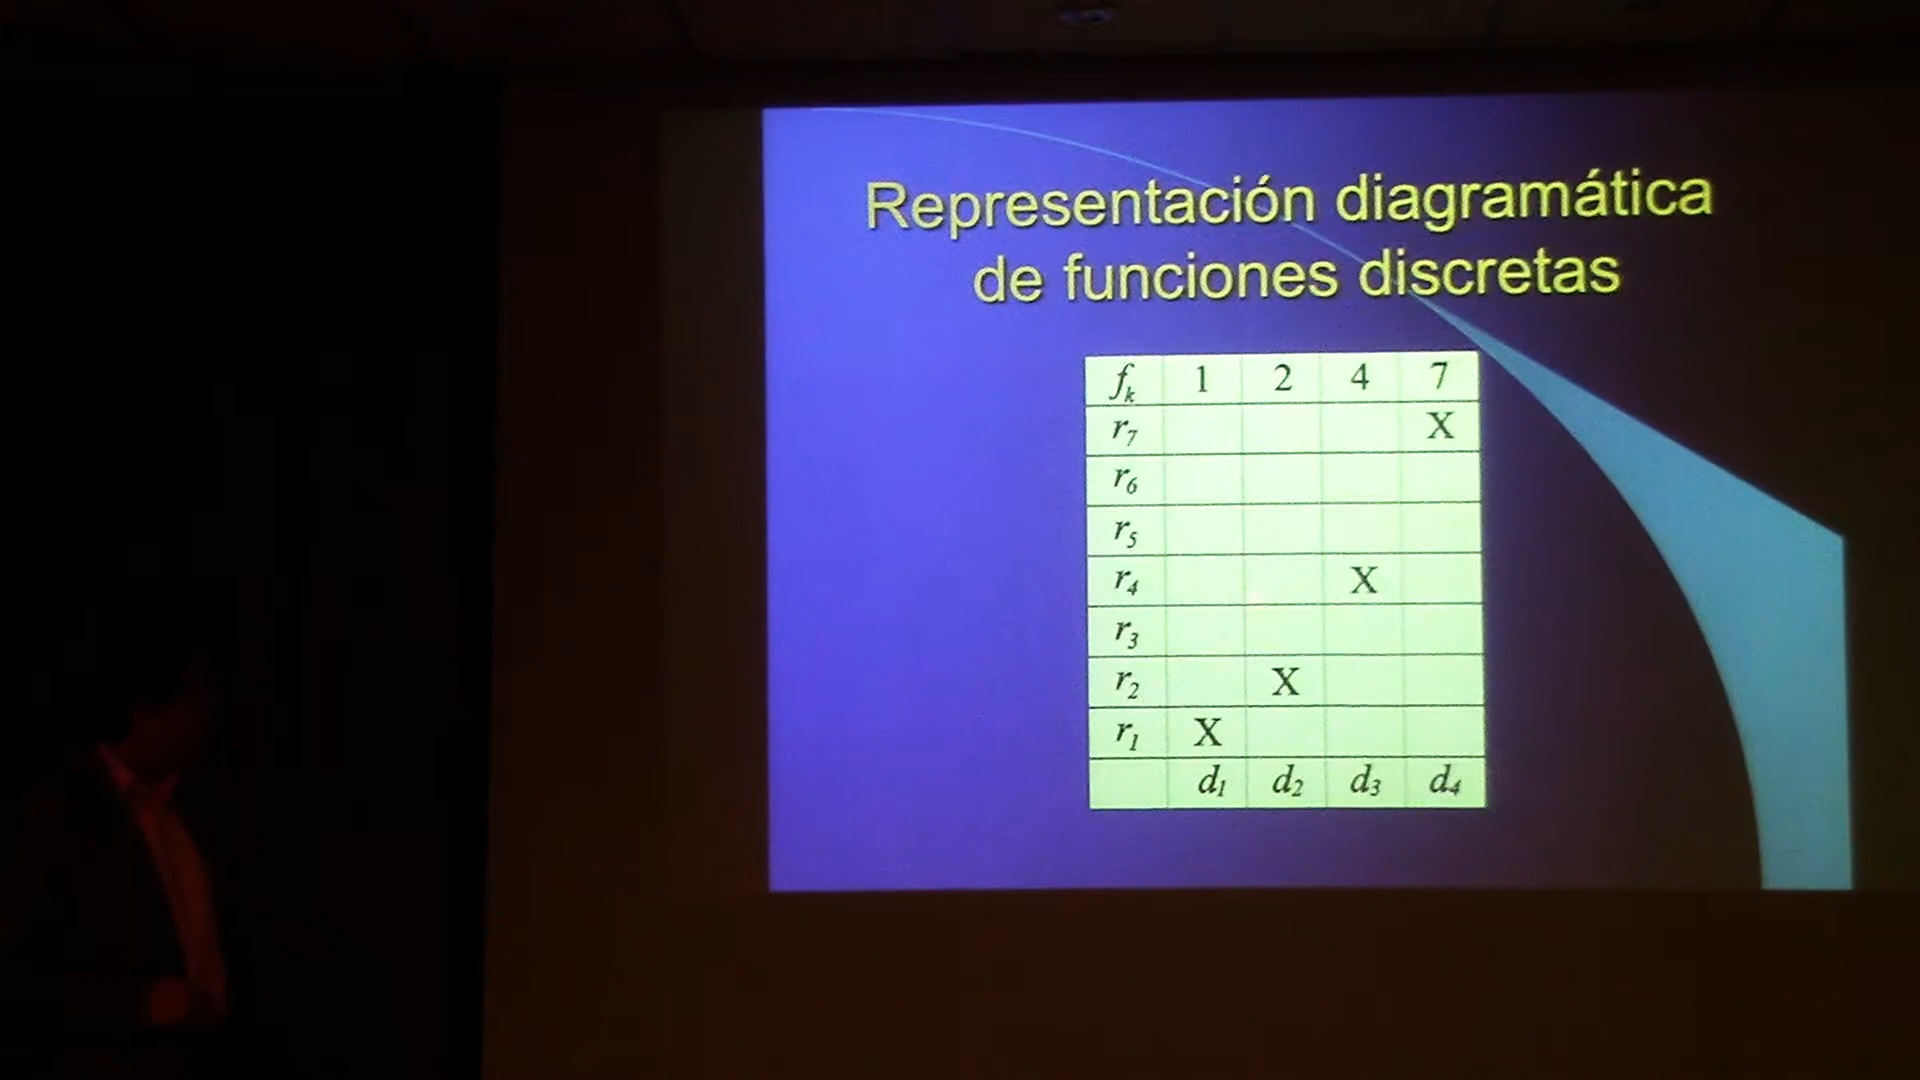 Representación diagramática
de funciones discretas
fk 1 2 4 7
r7 X
r6
r5
r4 X
r3
r2 X
r1 X
d1 d2 d3 d4